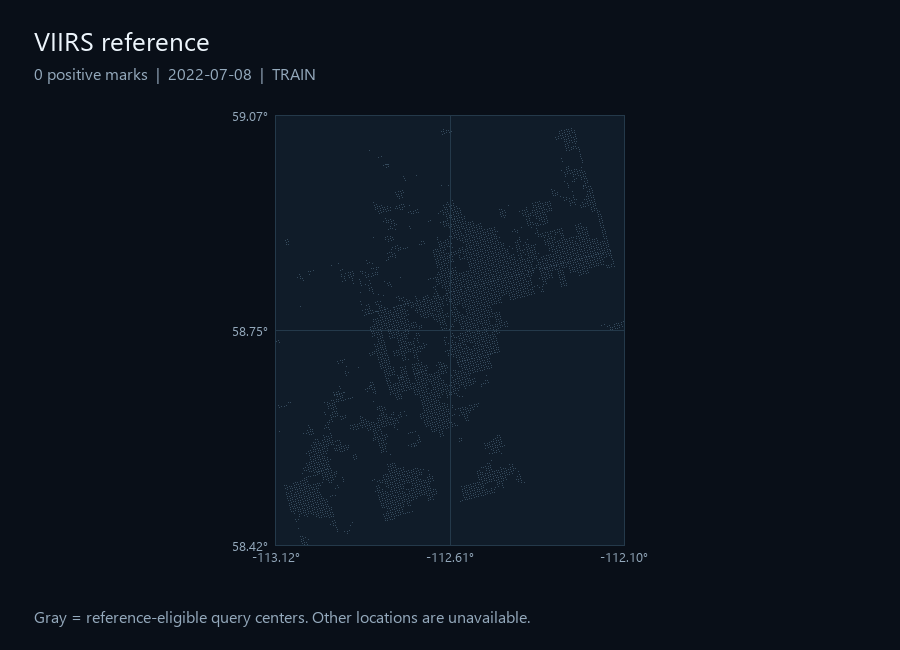 VIIRS reference
0 positive marks | 2022-07-08 | TRAIN
59.07°
58.75°
58.42°
-113.12°
-112.61°
-112.10°
Gray = reference-eligible query centers. Other locations are unavailable.